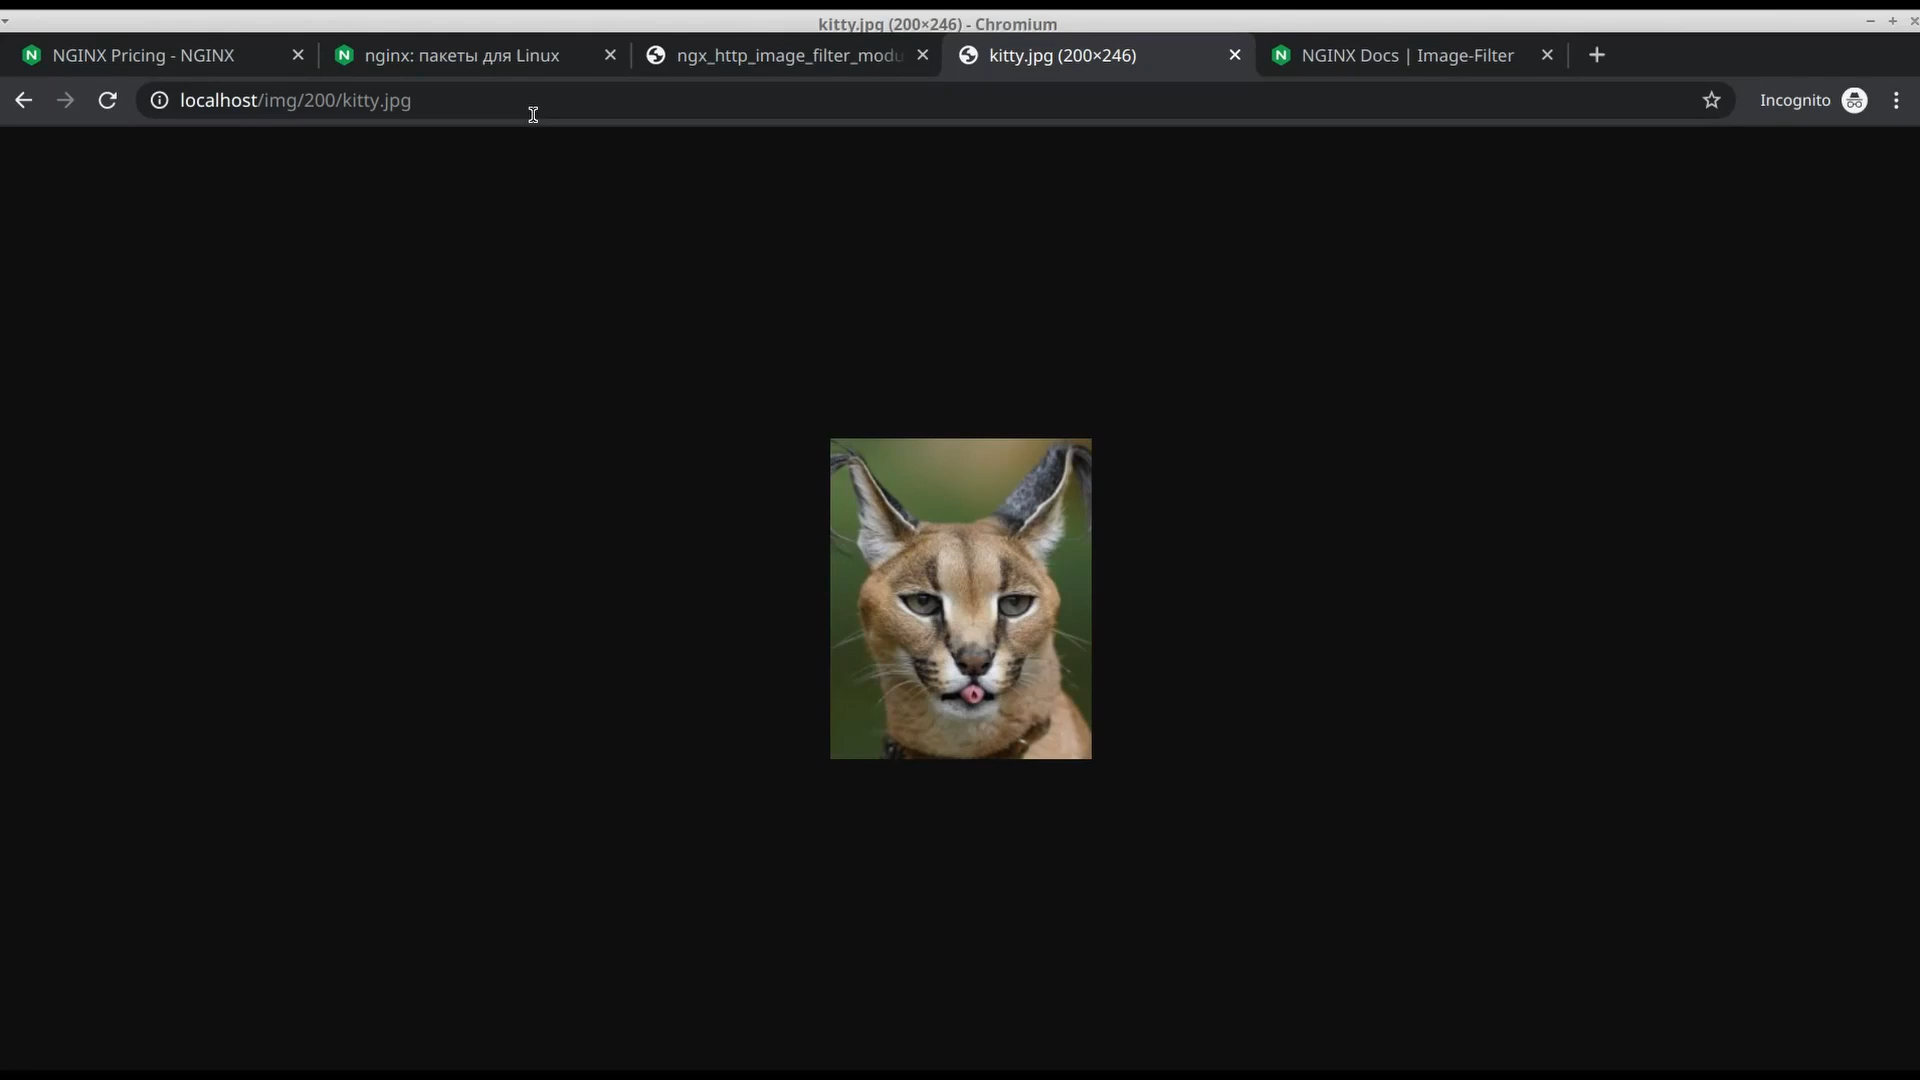 kitty.jpg (200×246) - Chromium
NGINX Pricing - NGINX
nginx: пакеты для Linux
ngx_http_image_filter_modu
kitty.jpg (200×246)
NGINX Docs | Image-Filter
localhost/img/200/kitty.jpg
Incognito